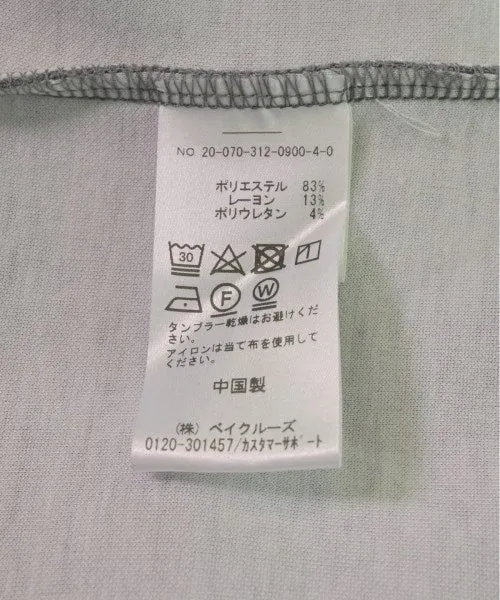 NO. 20-070-312-0900-4-0
ポリエステル 83%
レーヨン 13%
ポリウレタン 4%
30
F W
タンブラー乾燥はお避けくだ
さい。
アイロンは当て布を使用して
ください。
中国製
(株) ベイクルーズ
0120-301457/カスタマーサポート